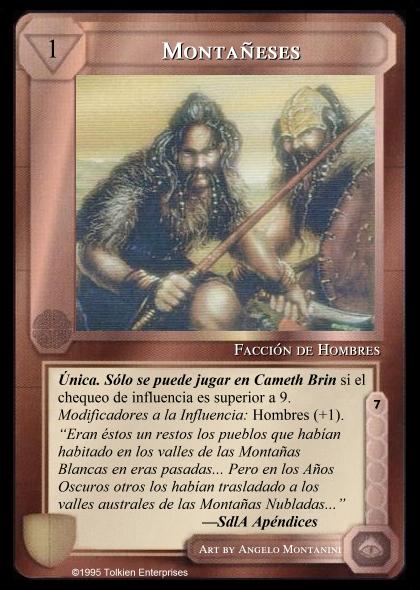 1
MONTAÑESES
FACCIÓN DE HOMBRES
Única. Sólo se puede jugar en Cameth Brin si el
chequeo de influencia es superior a 9.
Modificadores a la Influencia: Hombres (+1).
“Eran éstos un restos los pueblos que habían
habitado en los valles de las Montañas
Blancas en eras pasadas... Pero en los Años
Oscuros otros los habían trasladado a los
valles australes de las Montañas Nubladas...”
—SdlA Apéndices
7
ART BY ANGELO MONTANINI
©1995 Tolkien Enterprises